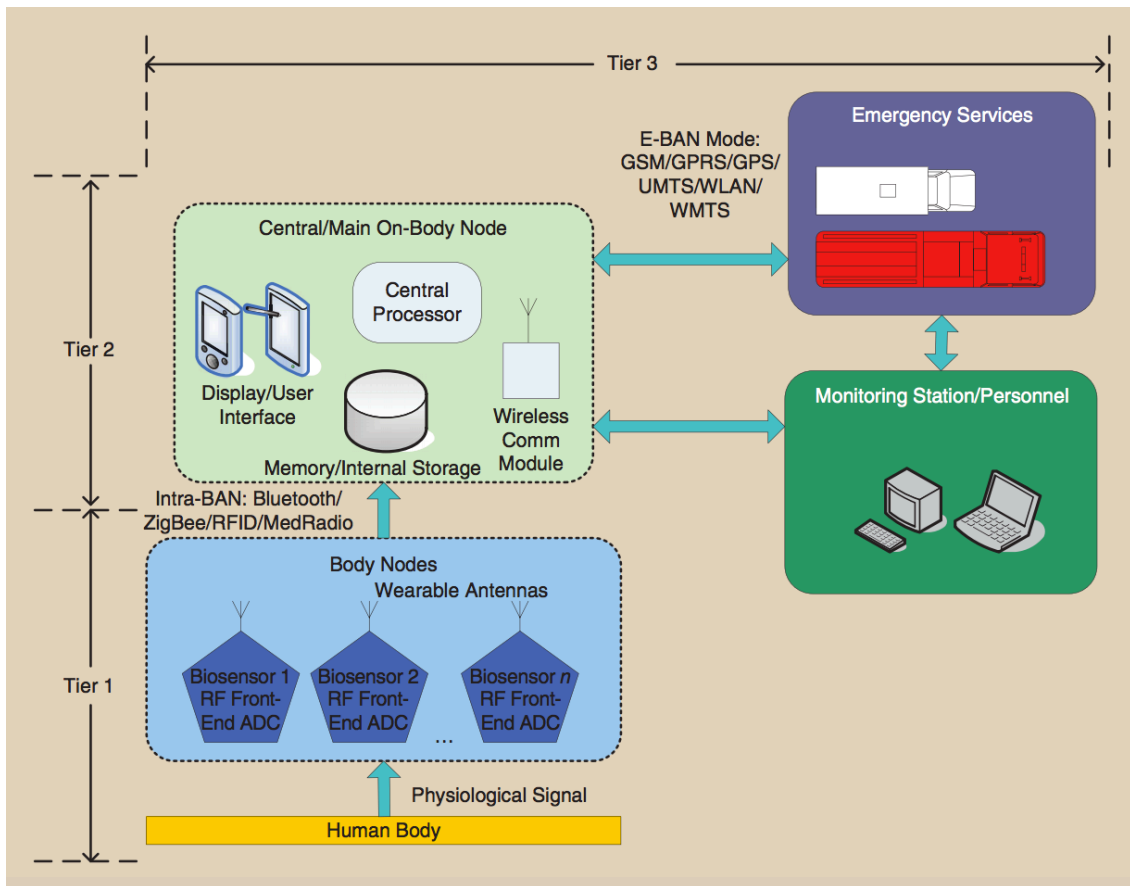 Tier 3
Emergency Services
E-BAN Mode:
GSM/GPRS/GPS/
UMTS/WLAN/
WMTS
Tier 2
Central/Main On-Body Node
Central
Processor
Display/User
Interface
Wireless
Comm
Module
Memory/Internal Storage
Monitoring Station/Personnel
Intra-BAN: Bluetooth/
ZigBee/RFID/MedRadio
Tier 1
Body Nodes
Wearable Antennas
Biosensor 1
RF Front-
End ADC
Biosensor 2
RF Front-
End ADC
...
Biosensor n
RF Front-
End ADC
Physiological Signal
Human Body